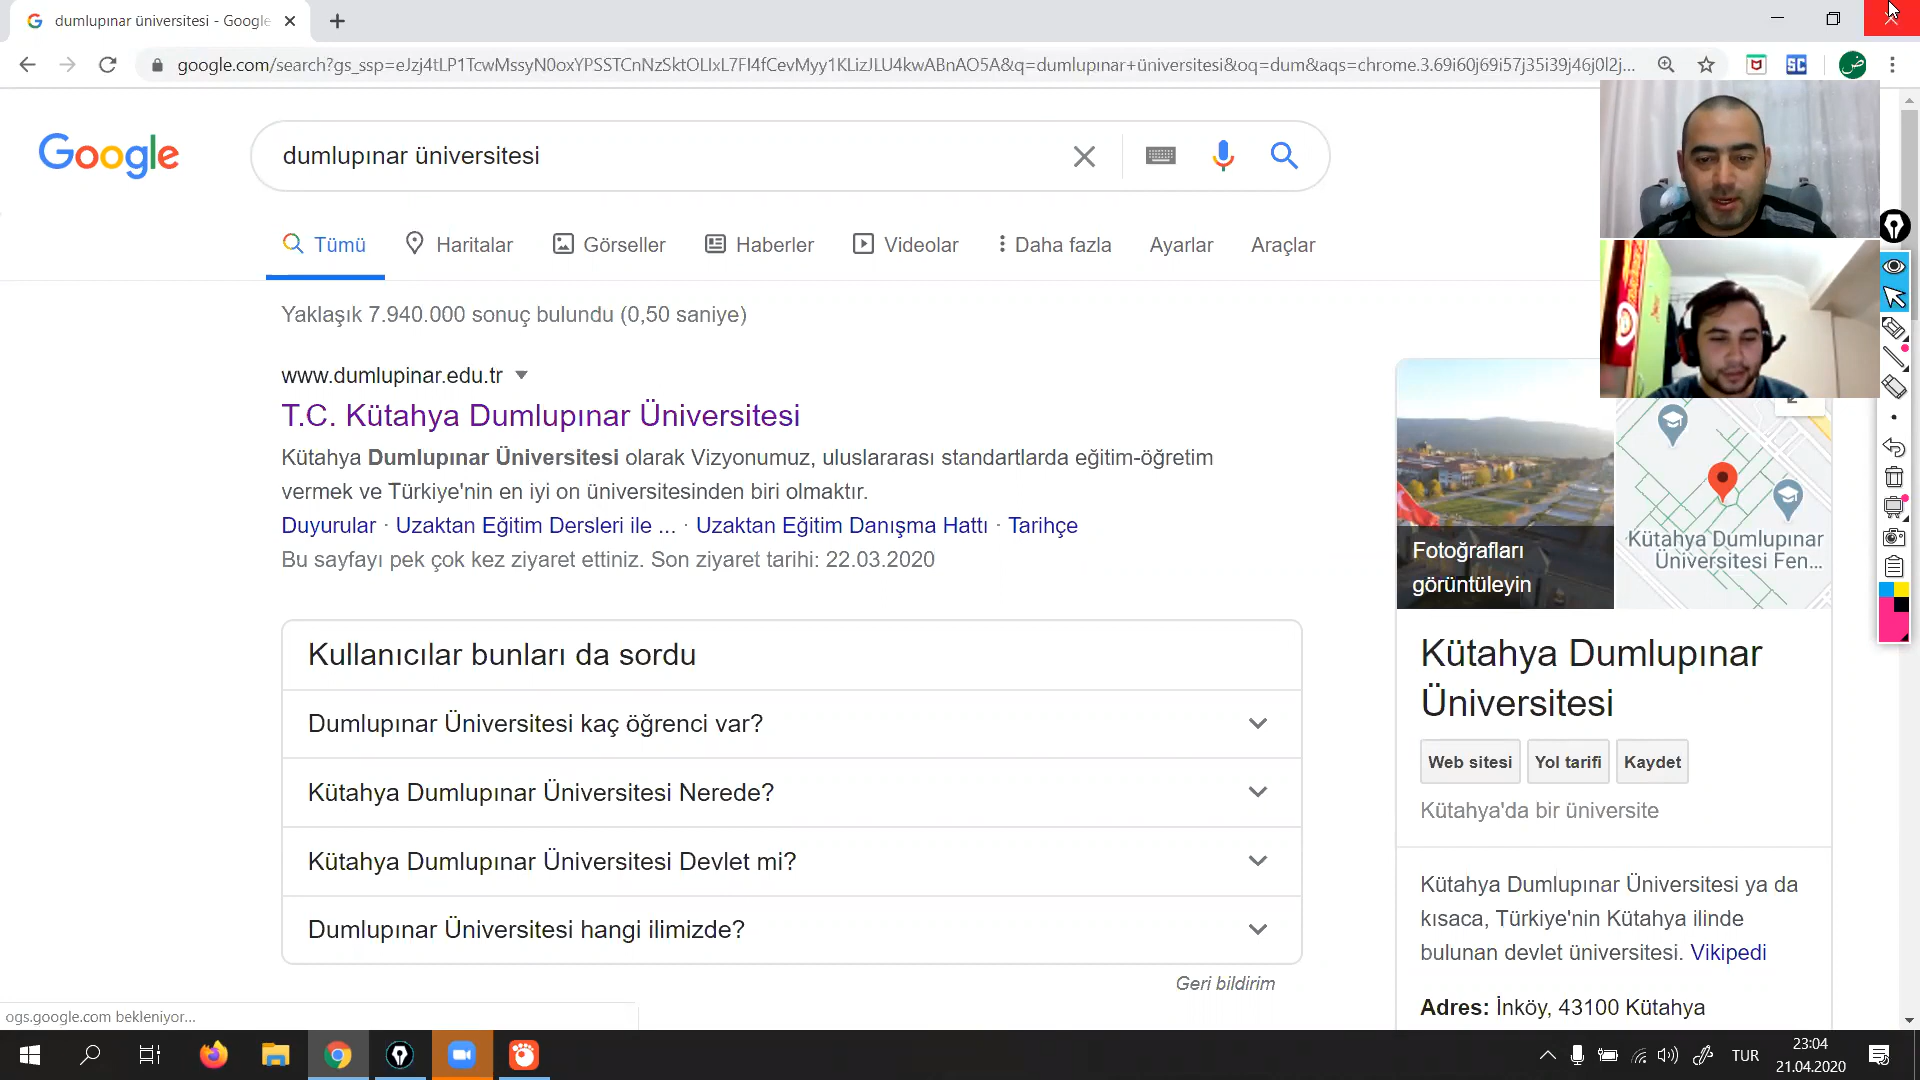 dumlupınar üniversitesi - Google
google.com/search?gs_ssp=eJzj4tLP1TcwMssyN0oxYPSSTCnNzSktOLIxL7FI4fCevMyy1KLizJLU4kwABnAO5A&q=dumlupınar+üniversitesi&oq=dum&aqs=chrome.3.69i60j69i57j35i39j46j0l2j...
SC
ض
Google
dumlupınar üniversitesi
Tümü
Haritalar
Görseller
Haberler
Videolar
Daha fazla
Ayarlar
Araçlar
Yaklaşık 7.940.000 sonuç bulundu (0,50 saniye)
www.dumlupinar.edu.tr
T.C. Kütahya Dumlupınar Üniversitesi
Kütahya Dumlupınar Üniversitesi olarak Vizyonumuz, uluslararası standartlarda eğitim-öğretim
vermek ve Türkiye'nin en iyi on üniversitesinden biri olmaktır.
Duyurular · Uzaktan Eğitim Dersleri ile ... · Uzaktan Eğitim Danışma Hattı · Tarihçe
Bu sayfayı pek çok kez ziyaret ettiniz. Son ziyaret tarihi: 22.03.2020
Kullanıcılar bunları da sordu
Dumlupınar Üniversitesi kaç öğrenci var?
Kütahya Dumlupınar Üniversitesi Nerede?
Kütahya Dumlupınar Üniversitesi Devlet mi?
Dumlupınar Üniversitesi hangi ilimizde?
Geri bildirim
Fotoğrafları
görüntüleyin
Kütahya Dumlupınar
Üniversitesi Fen...
Kütahya Dumlupınar
Üniversitesi
Web sitesi
Yol tarifi
Kaydet
Kütahya'da bir üniversite
Kütahya Dumlupınar Üniversitesi ya da
kısaca, Türkiye'nin Kütahya ilinde
bulunan devlet üniversitesi. Vikipedi
Adres: İnköy, 43100 Kütahya
ogs.google.com bekleniyor...
TUR
23:04
21.04.2020